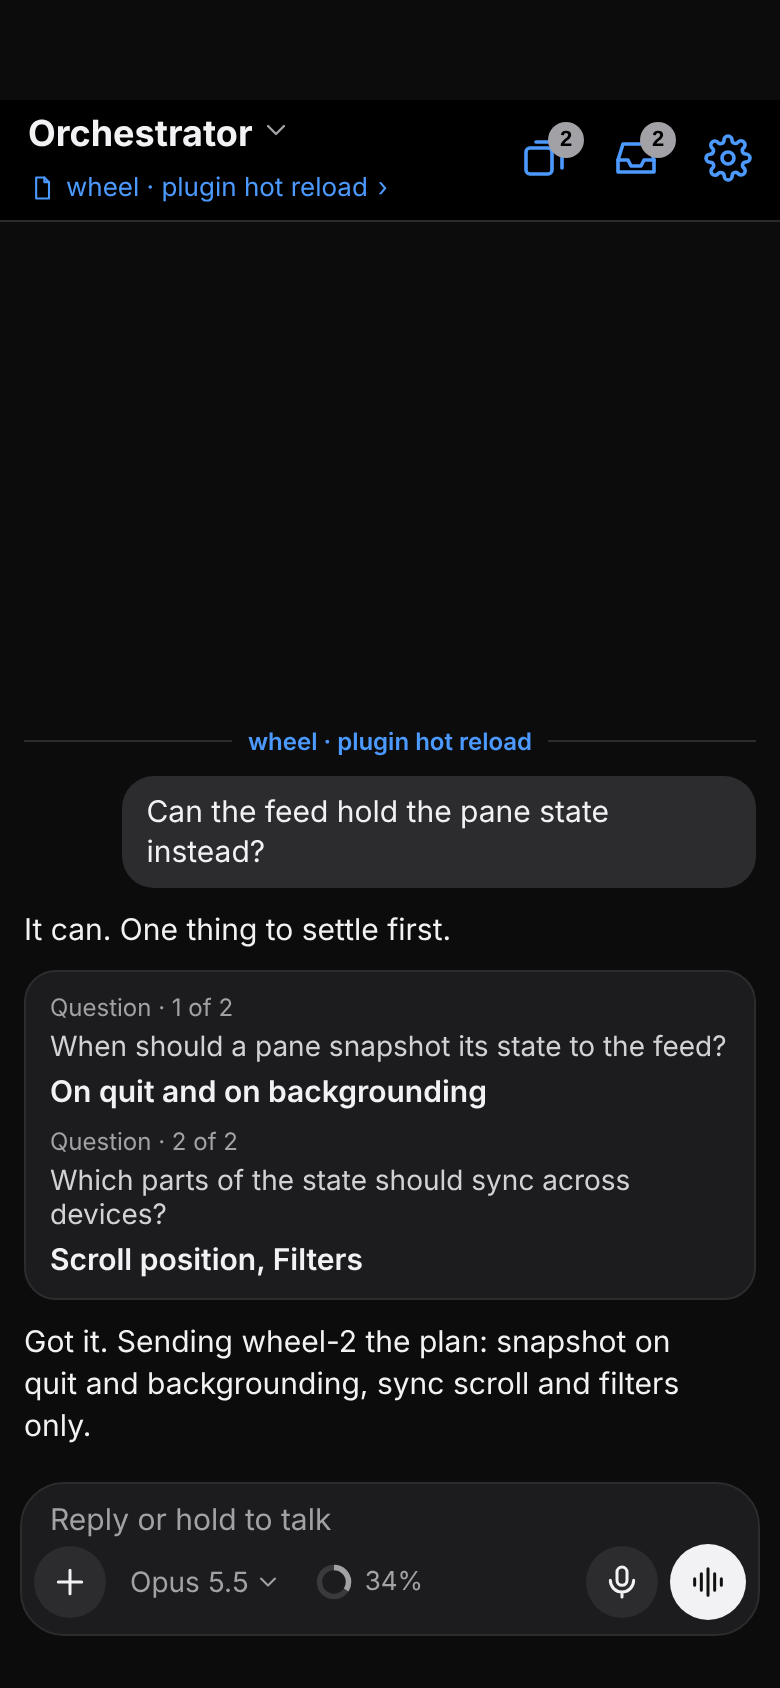 Orchestrator
2
2
wheel · plugin hot reload ›
wheel · plugin hot reload
Can the feed hold the pane state
instead?
It can. One thing to settle first.
Question · 1 of 2
When should a pane snapshot its state to the feed?
On quit and on backgrounding
Question · 2 of 2
Which parts of the state should sync across
devices?
Scroll position, Filters
Got it. Sending wheel-2 the plan: snapshot on
quit and backgrounding, sync scroll and filters
only.
Reply or hold to talk
Opus 5.5
34%